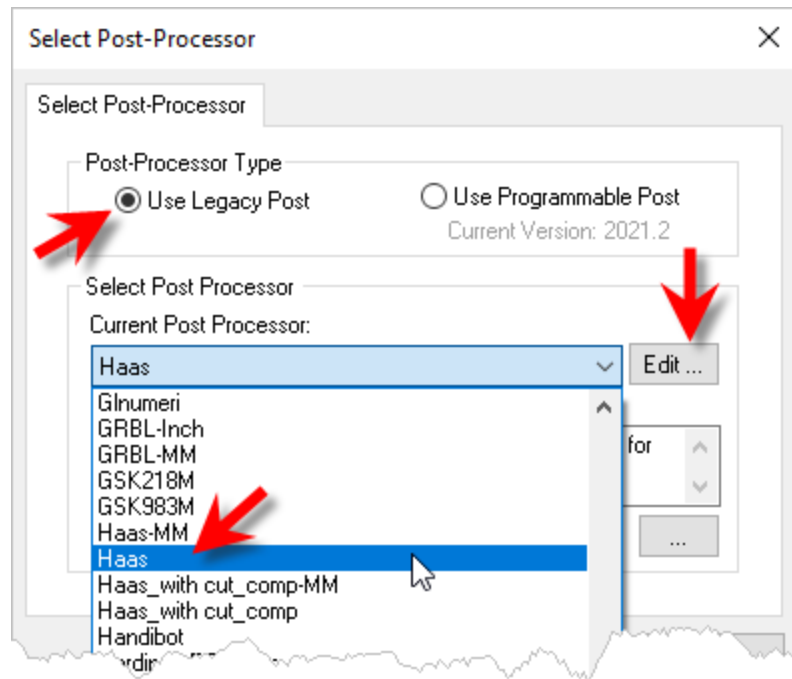 Select Post-Processor
Select Post-Processor
Post-Processor Type
Use Legacy Post
Use Programmable Post
Current Version: 2021.2
Select Post Processor
Current Post Processor:
Haas
Edit ...
GInumeri
GRBL-Inch
GRBL-MM
GSK218M
for
GSK983M
Haas-MM
Haas
...
Haas_with cut_comp-MM
Haas_with cut_comp
Handibot